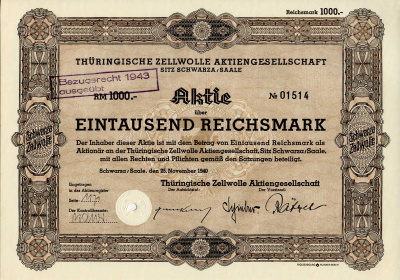 Reichsmark 1000.-
THÜRINGISCHE ZELLWOLLE AKTIENGESELLSCHAFT
SITZ SCHWARZA/SAALE
Bezugsrecht 1943
ausgeübt
RM 1000.- Aktie № 01514
über
EINTAUSEND REICHSMARK
Der Inhaber dieser Aktie ist mit dem Betrag von Eintausend Reichsmark als
Aktionär an der Thüringische Zellwolle Aktiengesellschaft, Sitz Schwarza/Saale,
mit allen Rechten und Pflichten gemäß den Satzungen beteiligt.
Schwarza/Saale, den 25. November 1940
Schwarza
Zellwolle
Schwarza
Zellwolle
Eingetragen
in das Aktienregister
Seite
Der Kontrollbeamte
Thüringische Zellwolle Aktiengesellschaft
Der Aufsichtsrat: Der Vorstand: